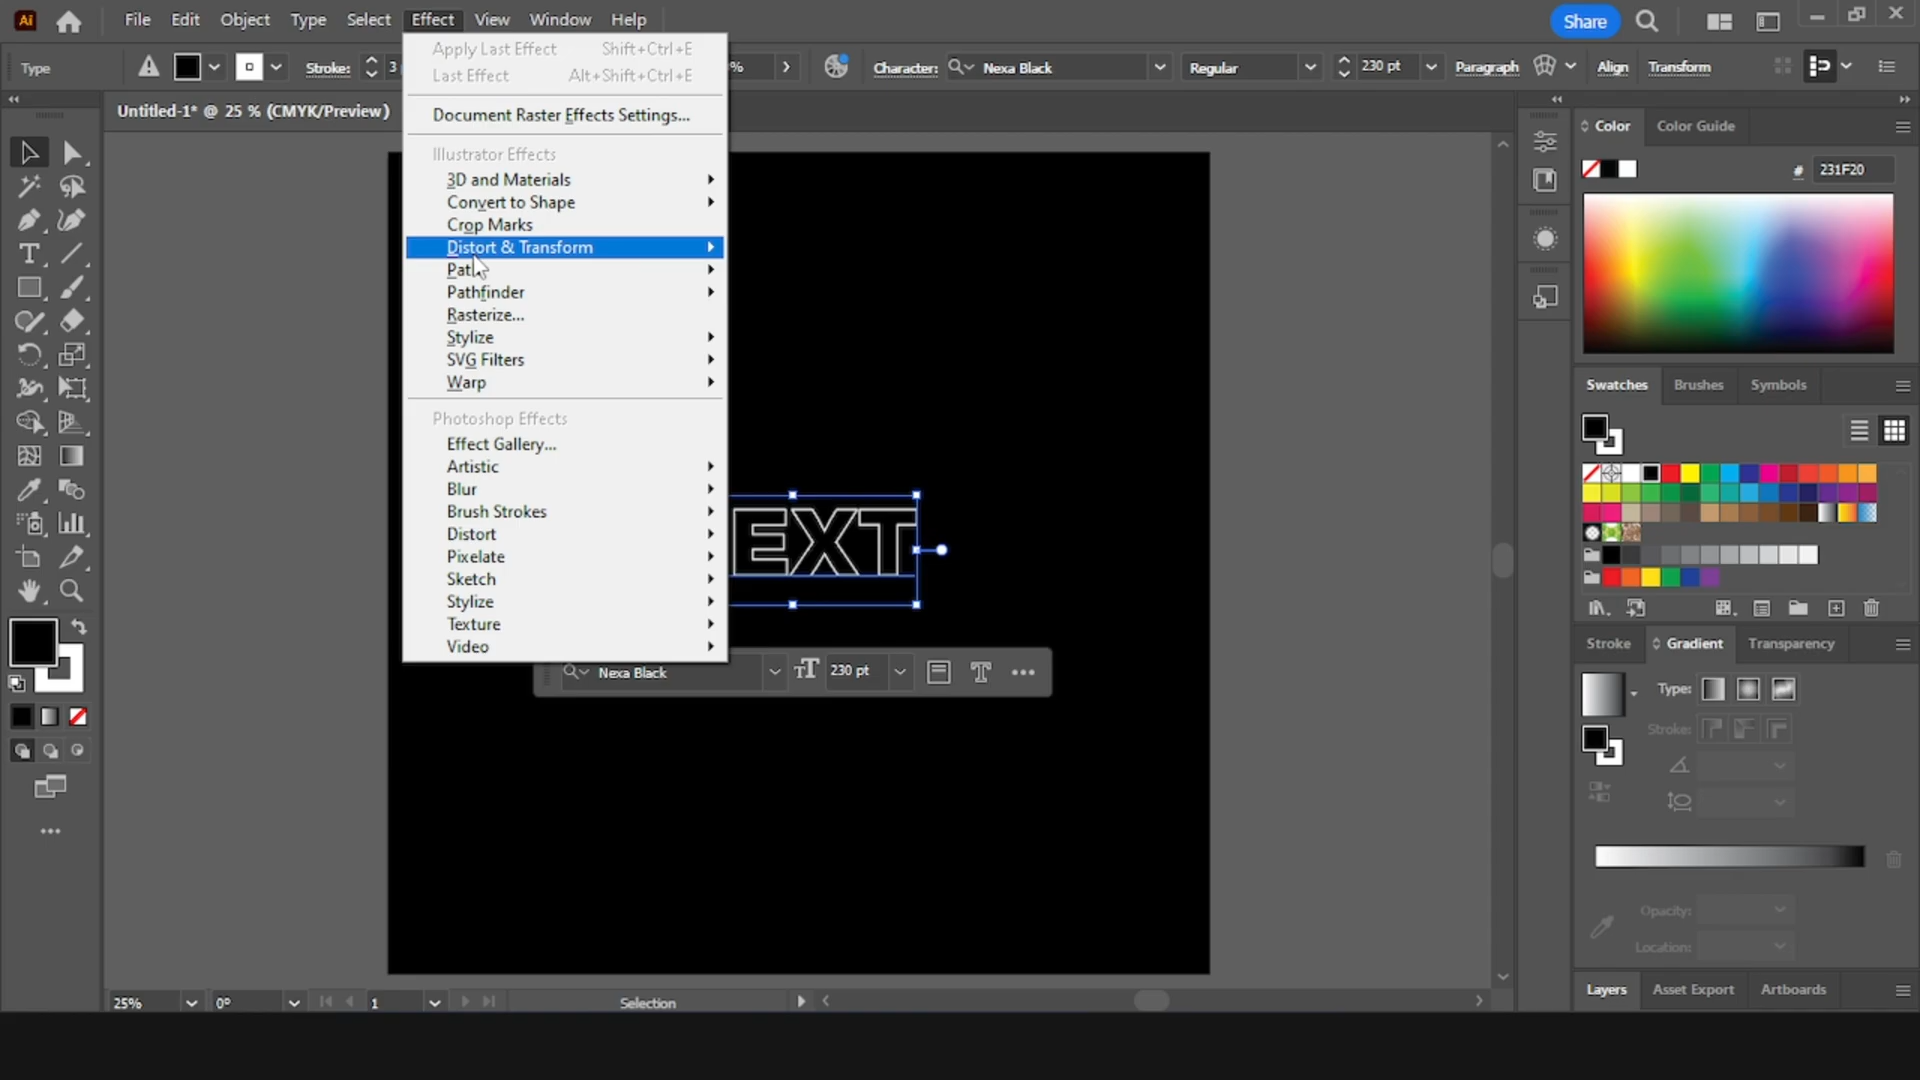 Ai File Edit Object Type Select Effect View Window Help Share
Type Stroke: 3 % Character: Nexa Black Regular 230 pt Paragraph Align Transform
Untitled-1* @ 25 % (CMYK/Preview)
Apply Last Effect Shift+Ctrl+E
Last Effect Alt+Shift+Ctrl+E
Document Raster Effects Settings...
Illustrator Effects
3D and Materials
Convert to Shape
Crop Marks
Distort & Transform
Path
Pathfinder
Rasterize...
Stylize
SVG Filters
Warp
Photoshop Effects
Effect Gallery...
Artistic
Blur
Brush Strokes
Distort
Pixelate
Sketch
Stylize
Texture
Video
EXT
Nexa Black 230 pt
Color Color Guide
# 231F20
Swatches Brushes Symbols
Stroke Gradient Transparency
Type:
Stroke:
Opacity:
Location:
Layers Asset Export Artboards
25% 0° 1 Selection